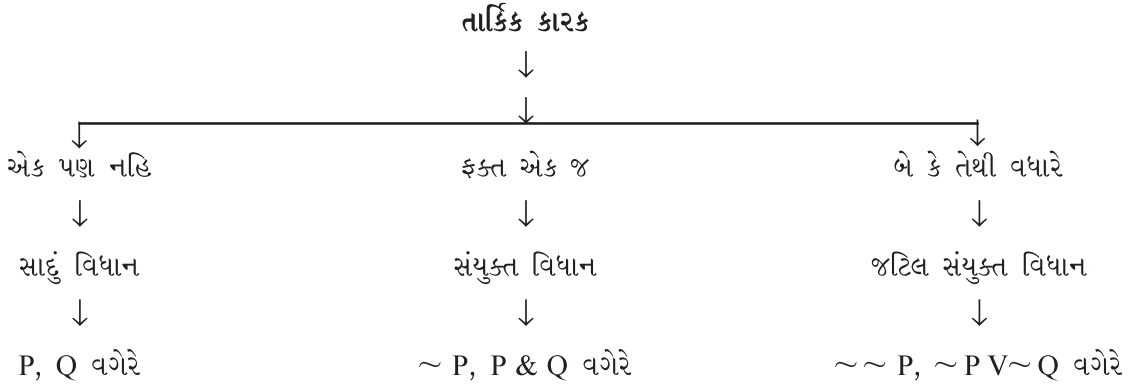 તાર્કિક કારક
એક પણ નહિ ફક્ત એક જ બે કે તેથી વધારે
સાદું વિધાન સંયુક્ત વિધાન જટિલ સંયુક્ત વિધાન
P, Q વગેરે ~ P, P & Q વગેરે ~ ~ P, ~ P V~ Q વગેરે